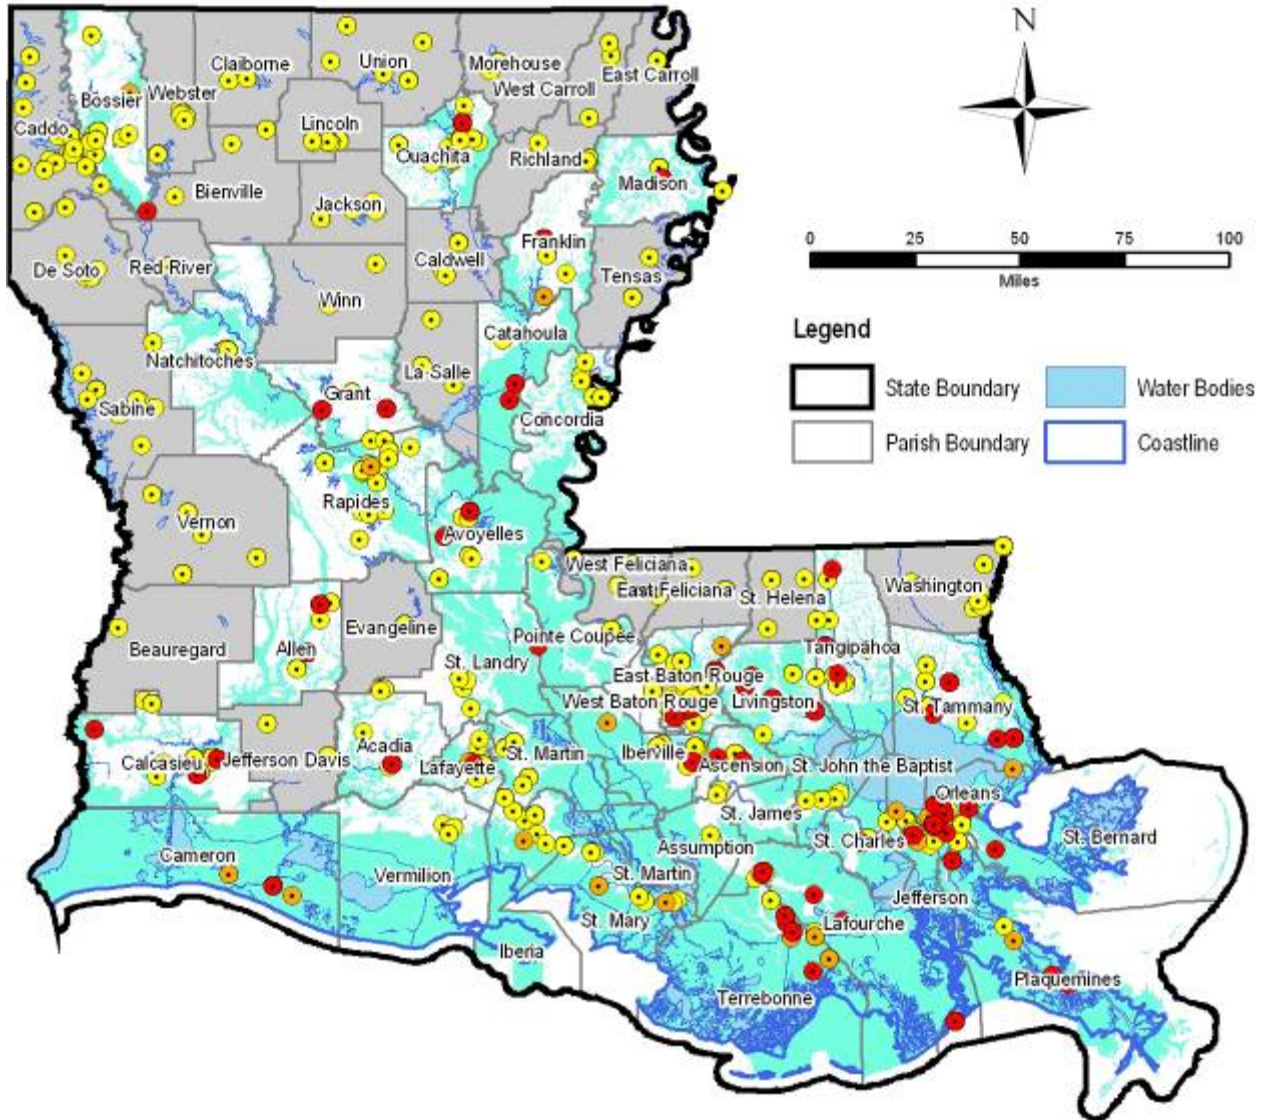 N
Claiborne
Union
Morehouse
East Carroll
Bossier
Webster
West Carroll
Caddo
Lincoln
Ouachita
Richland
Madison
Bienville
Jackson
0 25 50 75 100
Miles
Franklin
De Soto
Red River
Caldwell
Tensas
Winn
Legend
Catahoula
Natchitoches
La Salle
State Boundary
Water Bodies
Grant
Sabine
Concordia
Parish Boundary
Coastline
Rapides
Vernon
Avoyelles
West Feliciana
East Feliciana
St. Helena
Washington
Evangeline
Pointe Coupee
Beauregard
Allen
Tangipahoa
St. Landry
East Baton Rouge
West Baton Rouge
Livingston
St. Tammany
Acadia
St. Martin
Iberville
Calcasieu
Jefferson Davis
Lafayette
Ascension
St. John the Baptist
Orleans
St. James
St. Bernard
St. Charles
Assumption
Cameron
Vermilion
St. Martin
Jefferson
St. Mary
Lafourche
Iberia
Plaquemines
Terrebonne